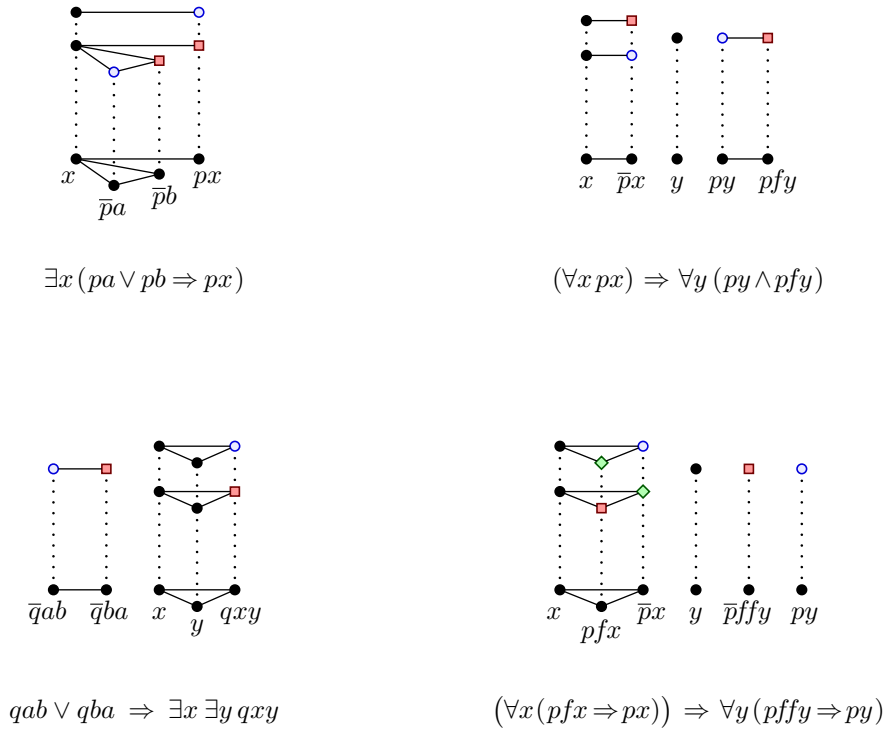 x p̅a p̅b px
x p̅x y py pfy
∃x (pa ∨ pb ⇒ px)
(∀x px) ⇒ ∀y (py ∧ pfy)
q̅ab q̅ba x y qxy
x pfx p̅x y p̅ffy py
qab ∨ qba ⇒ ∃x ∃y qxy
(∀x (pfx ⇒ px)) ⇒ ∀y (pffy ⇒ py)